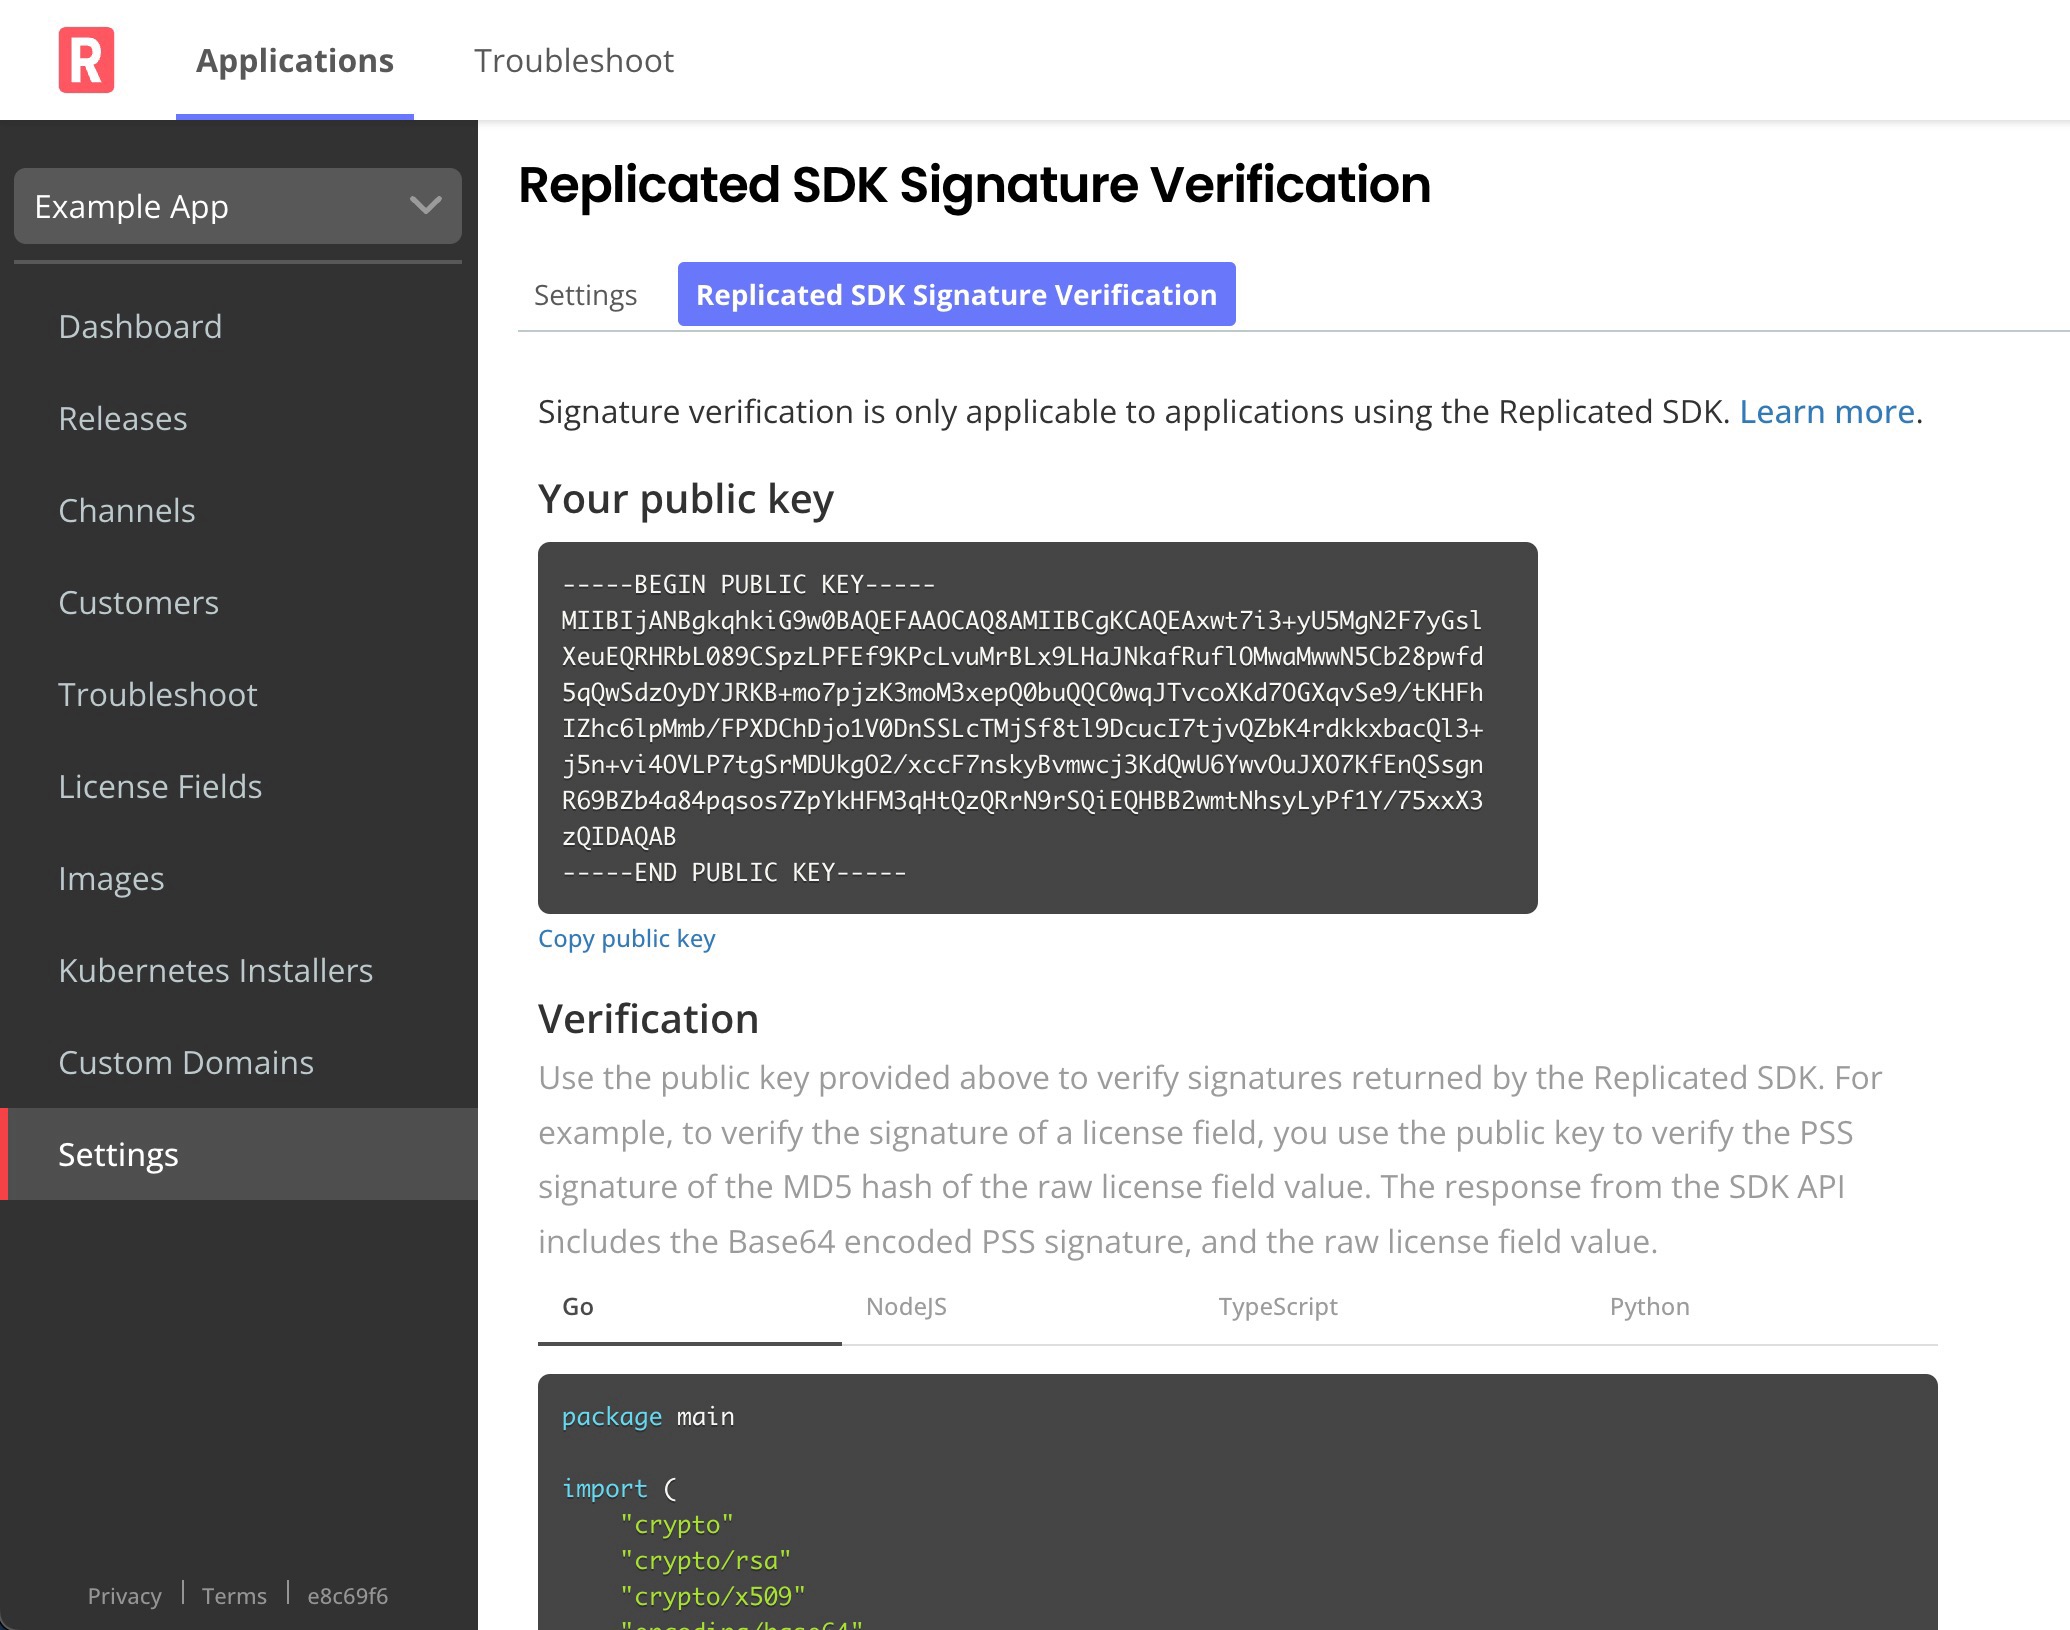 R
Applications
Troubleshoot
Example App
Dashboard
Releases
Channels
Customers
Troubleshoot
License Fields
Images
Kubernetes Installers
Custom Domains
Settings
Privacy | Terms | e8c69f6
Replicated SDK Signature Verification
Settings
Replicated SDK Signature Verification
Signature verification is only applicable to applications using the Replicated SDK. Learn more.
Your public key
-----BEGIN PUBLIC KEY-----
MIIBIjANBgkqhkiG9w0BAQEFAAOCAQ8AMIIBCgKCAQEAxwt7i3+yU5MgN2F7yGsl
XeuEQRHRbL089CSpzLPFEf9KPcLvuMrBLx9LHaJNkafRuflOMwaMwwN5Cb28pwfd
5qQwSdzOyDYJRKB+mo7pjzK3moM3xepQ0buQQC0wqJTvcoXKd7OGXqvSe9/tKHFh
IZhc6lpMmb/FPXDChDjo1V0DnSSLcTMjSf8tl9DcucI7tjvQZbK4rdkkxbacQl3+
j5n+vi4OVLP7tgSrMDUkgO2/xccF7nskyBvmwcj3KdQwU6YwvOuJXO7KfEnQSsgn
R69BZb4a84pqsos7ZpYkHFM3qHtQzQRrN9rSQiEQHBB2wmtNhsyLyPf1Y/75xxX3
zQIDAQAB
-----END PUBLIC KEY-----
Copy public key
Verification
Use the public key provided above to verify signatures returned by the Replicated SDK. For
example, to verify the signature of a license field, you use the public key to verify the PSS
signature of the MD5 hash of the raw license field value. The response from the SDK API
includes the Base64 encoded PSS signature, and the raw license field value.
Go
NodeJS
TypeScript
Python
package main
import (
"crypto"
"crypto/rsa"
"crypto/x509"
"encoding/base64"